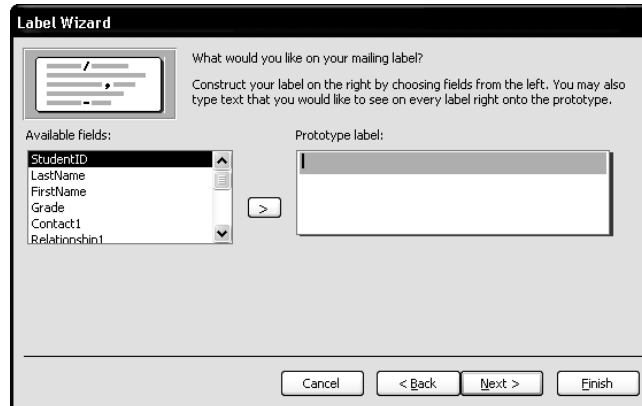 Label Wizard
What would you like on your mailing label?
Construct your label on the right by choosing fields from the left. You may also
type text that you would like to see on every label right onto the prototype.
Available fields:
Prototype label:
StudentID
LastName
FirstName
Grade
Contact1
Relationship1
>
Cancel
< Back
Next >
Finish